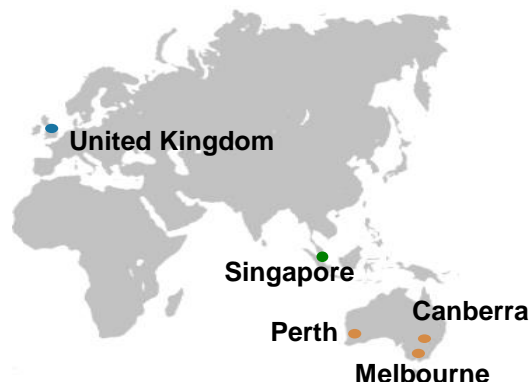 United Kingdom
Singapore
Canberra
Perth
Melbourne